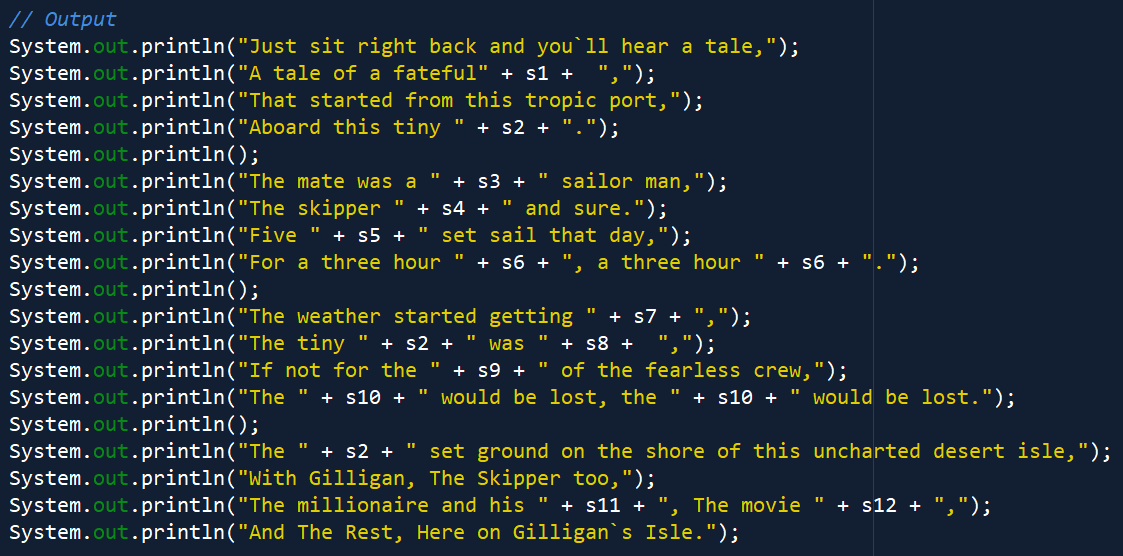 // Output
System.out.println("Just sit right back and you`ll hear a tale,");
System.out.println("A tale of a fateful" + s1 +  ",");
System.out.println("That started from this tropic port,");
System.out.println("Aboard this tiny " + s2 + ".");
System.out.println();
System.out.println("The mate was a " + s3 + " sailor man,");
System.out.println("The skipper " + s4 + " and sure.");
System.out.println("Five " + s5 + " set sail that day,");
System.out.println("For a three hour " + s6 + ", a three hour " + s6 + ".");
System.out.println();
System.out.println("The weather started getting " + s7 + ",");
System.out.println("The tiny " + s2 + " was " + s8 +  ",");
System.out.println("If not for the " + s9 + " of the fearless crew,");
System.out.println("The " + s10 + " would be lost, the " + s10 + " would be lost.");
System.out.println();
System.out.println("The " + s2 + " set ground on the shore of this uncharted desert isle,");
System.out.println("With Gilligan, The Skipper too,");
System.out.println("The millionaire and his " + s11 + ", The movie " + s12 + ",");
System.out.println("And The Rest, Here on Gilligan`s Isle.");